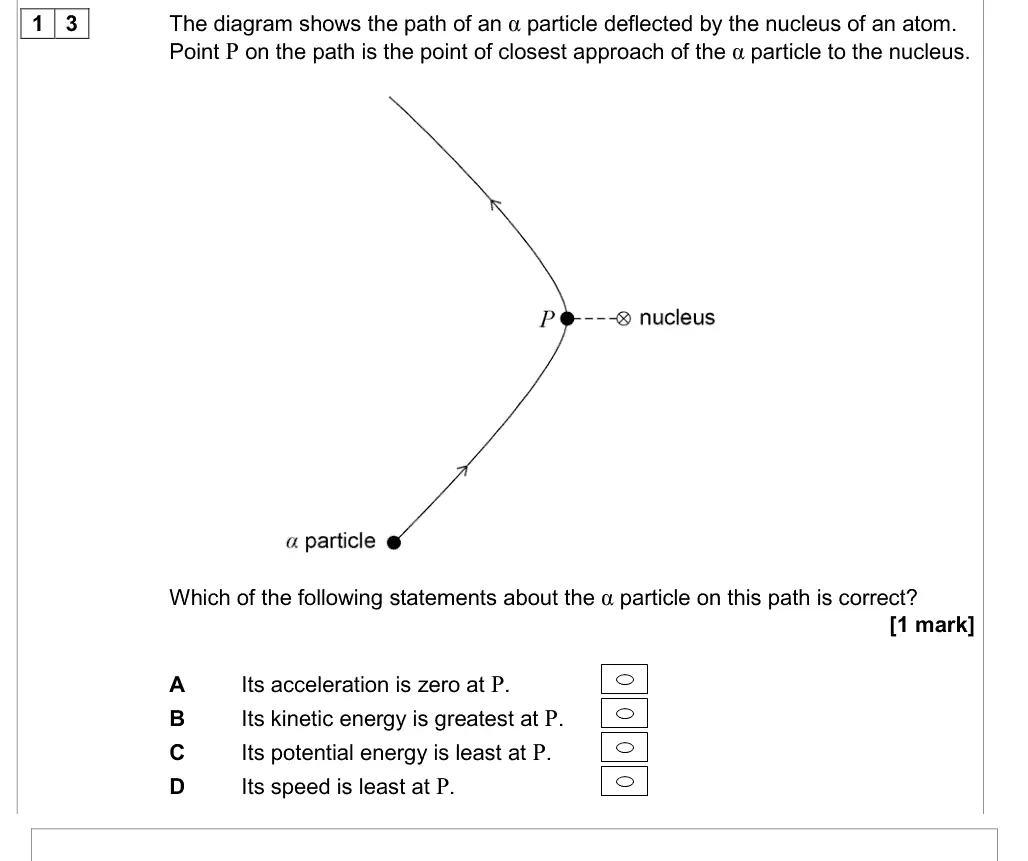 1 3
The diagram shows the path of an α particle deflected by the nucleus of an atom.
Point P on the path is the point of closest approach of the α particle to the nucleus.
P
nucleus
α particle
Which of the following statements about the α particle on this path is correct?
[1 mark]
A Its acceleration is zero at P.
B Its kinetic energy is greatest at P.
C Its potential energy is least at P.
D Its speed is least at P.